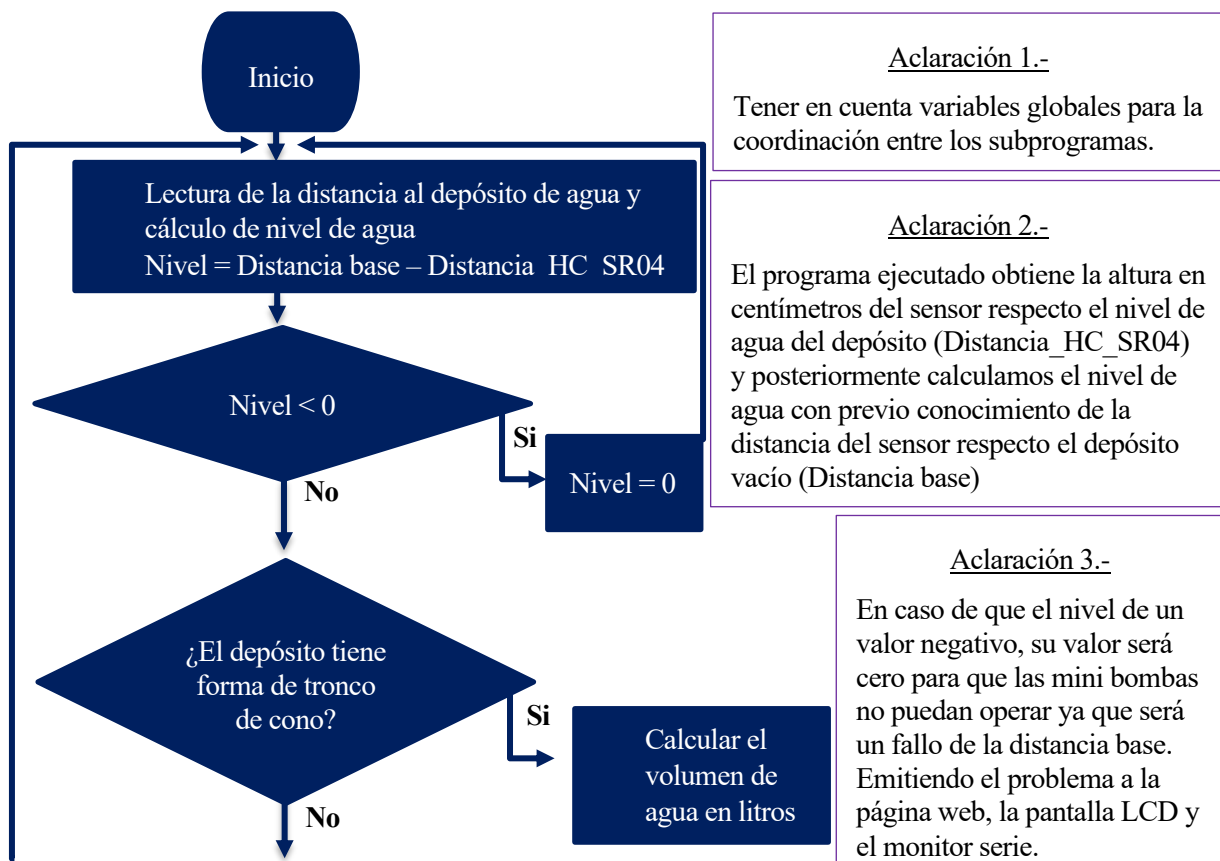 Inicio
Lectura de la distancia al depósito de agua y
cálculo de nivel de agua
Nivel = Distancia base – Distancia_HC_SR04
Nivel < 0
Si
Nivel = 0
No
¿El depósito tiene
forma de tronco
de cono?
Si
Calcular el
volumen de
agua en litros
No
Aclaración 1.-
Tener en cuenta variables globales para la
coordinación entre los subprogramas.
Aclaración 2.-
El programa ejecutado obtiene la altura en
centímetros del sensor respecto el nivel de
agua del depósito (Distancia_HC_SR04)
y posteriormente calculamos el nivel de
agua con previo conocimiento de la
distancia del sensor respecto el depósito
vacío (Distancia base)
Aclaración 3.-
En caso de que el nivel de un
valor negativo, su valor será
cero para que las mini bombas
no puedan operar ya que será
un fallo de la distancia base.
Emitiendo el problema a la
página web, la pantalla LCD y
el monitor serie.